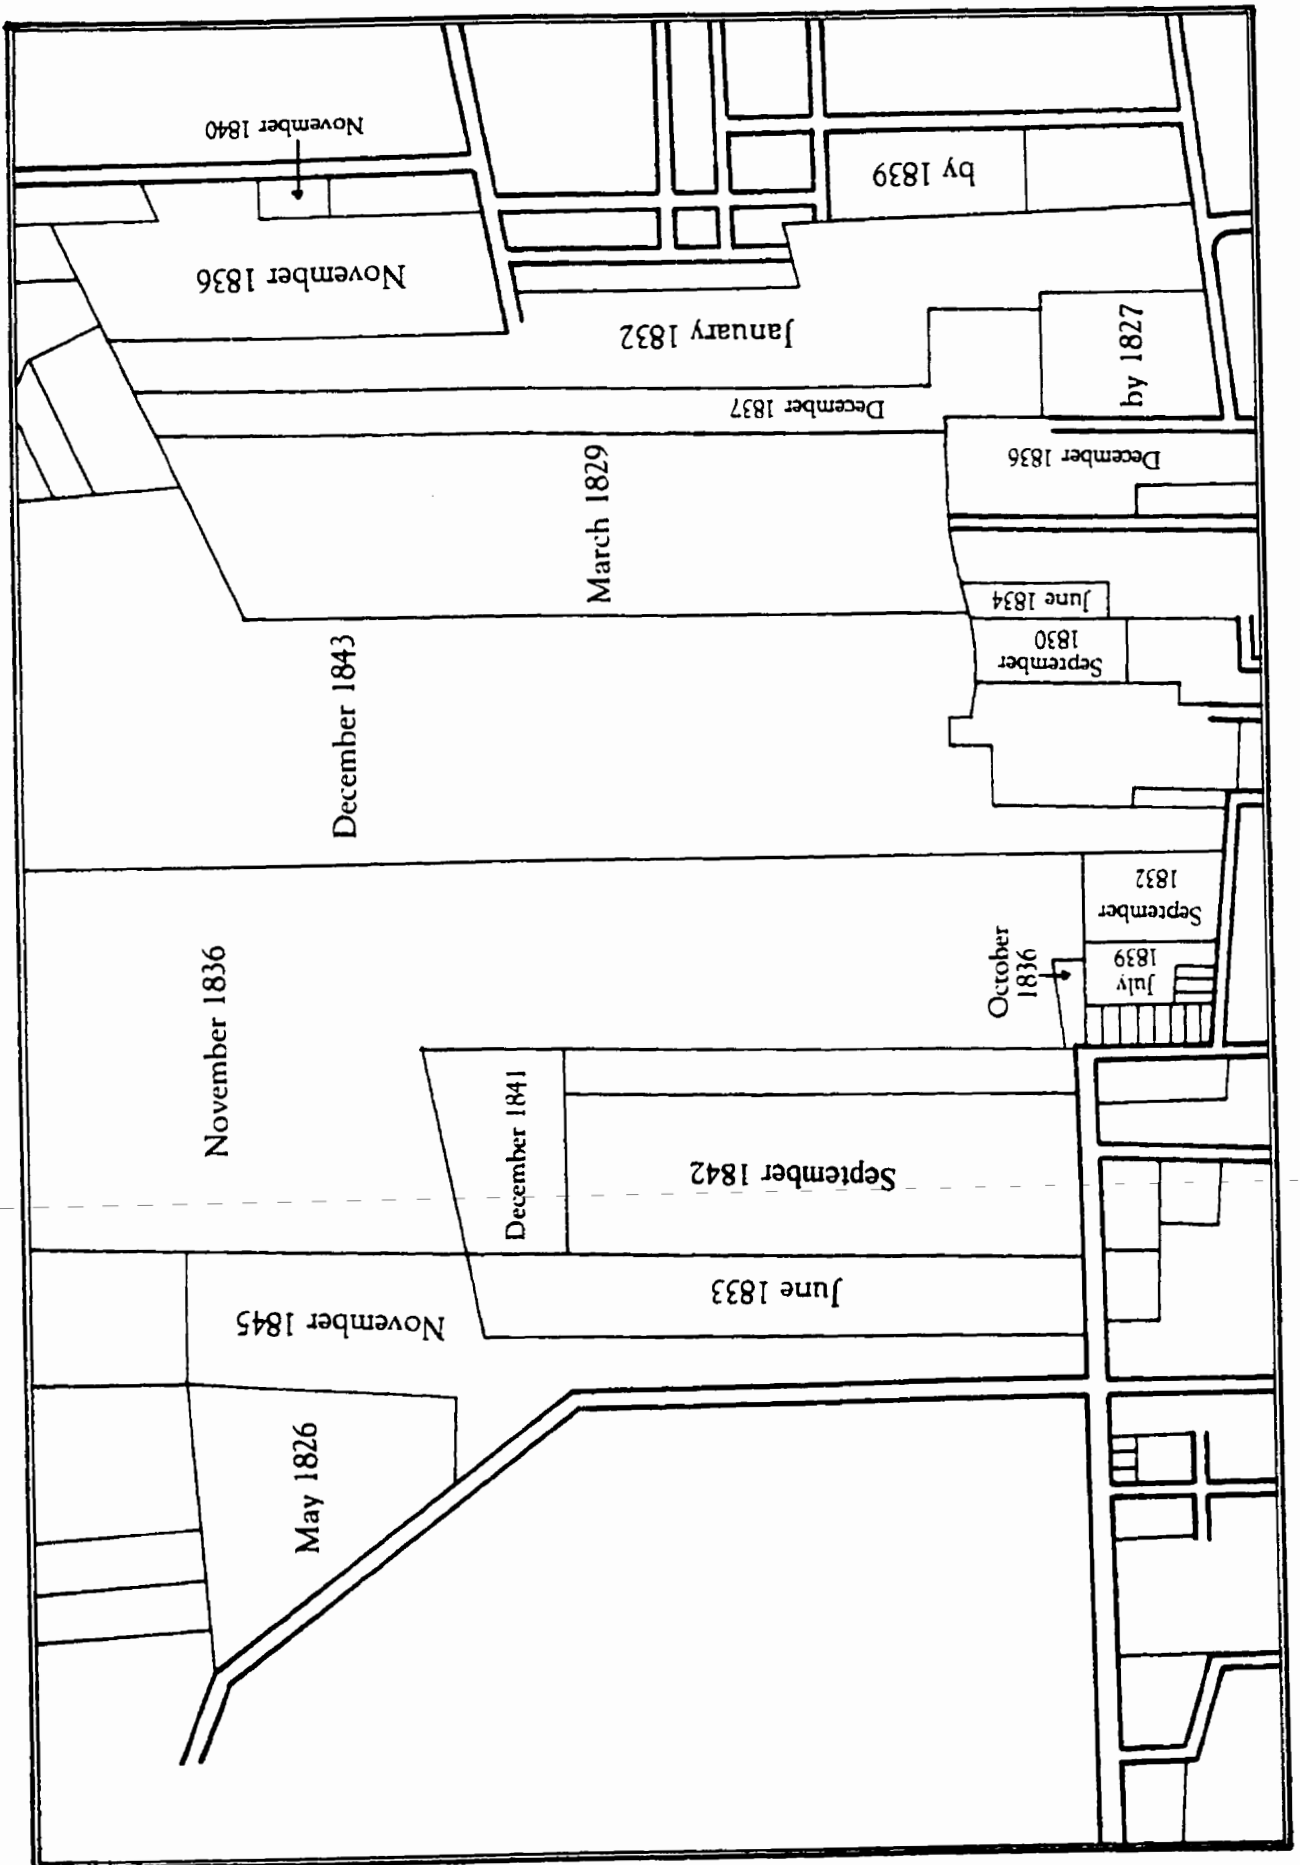 November 1840
by 1839
November 1836
January 1832
by 1827
December 1837
December 1836
March 1829
June 1834
September
1830
December 1843
September
1832
July
1839
October
1836
November 1836
December 1841
September 1842
June 1833
November 1845
May 1826